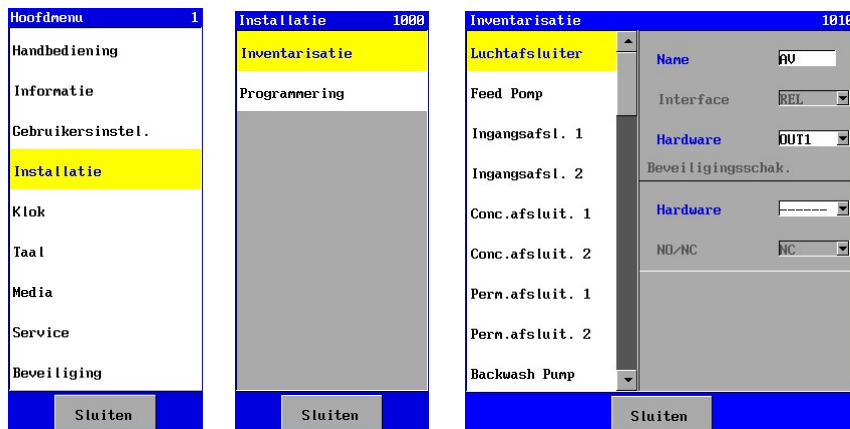 Hoofdmenu 1
Handbediening
Informatie
Gebruikersinstel.
Installatie
Klok
Taal
Media
Service
Beveiliging
Sluiten
Installatie 1000
Inventarisatie
Programmering
Sluiten
Inventarisatie 1010
Luchtafsluiter
Feed Pomp
Ingangsafsl. 1
Ingangsafsl. 2
Conc.afsluit. 1
Conc.afsluit. 2
Perm.afsluit. 1
Perm.afsluit. 2
Backwash Pump
Name AV
Interface REL
Hardware OUT1
Beveiligingsschak.
Hardware ------
NO/NC NC
Sluiten